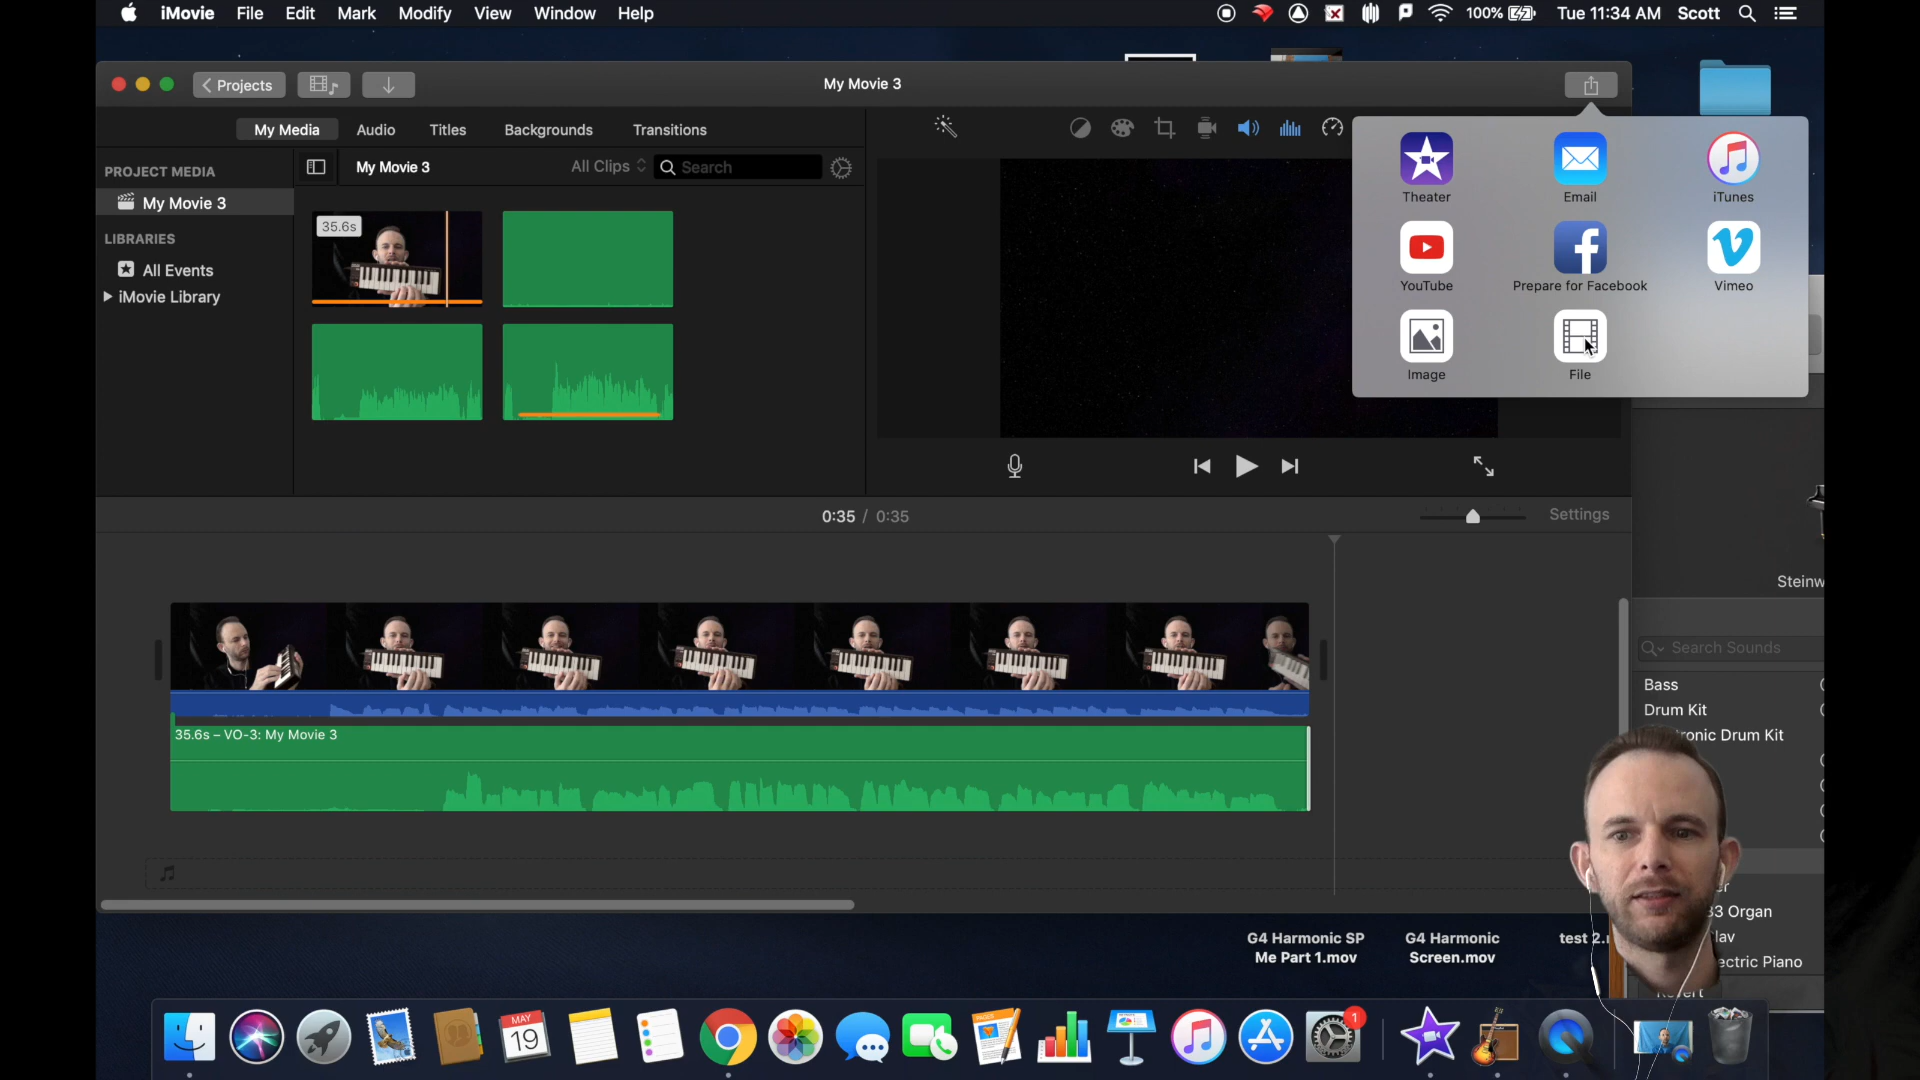 iMovie File Edit Mark Modify View Window Help
100% Tue 11:34 AM Scott
Projects
My Movie 3
My Media Audio Titles Backgrounds Transitions
PROJECT MEDIA
My Movie 3
LIBRARIES
All Events
iMovie Library
My Movie 3
All Clips
Search
35.6s
Theater
Email
iTunes
YouTube
Prepare for Facebook
Vimeo
Image
File
0:35 / 0:35
Settings
35.6s – VO-3: My Movie 3
Steinw
Search Sounds
Bass
Drum Kit
ronic Drum Kit
33 Organ
lav
ectric Piano
G4 Harmonic SP
Me Part 1.mov
G4 Harmonic
Screen.mov
test 2.
MAY
19
PAGES
1